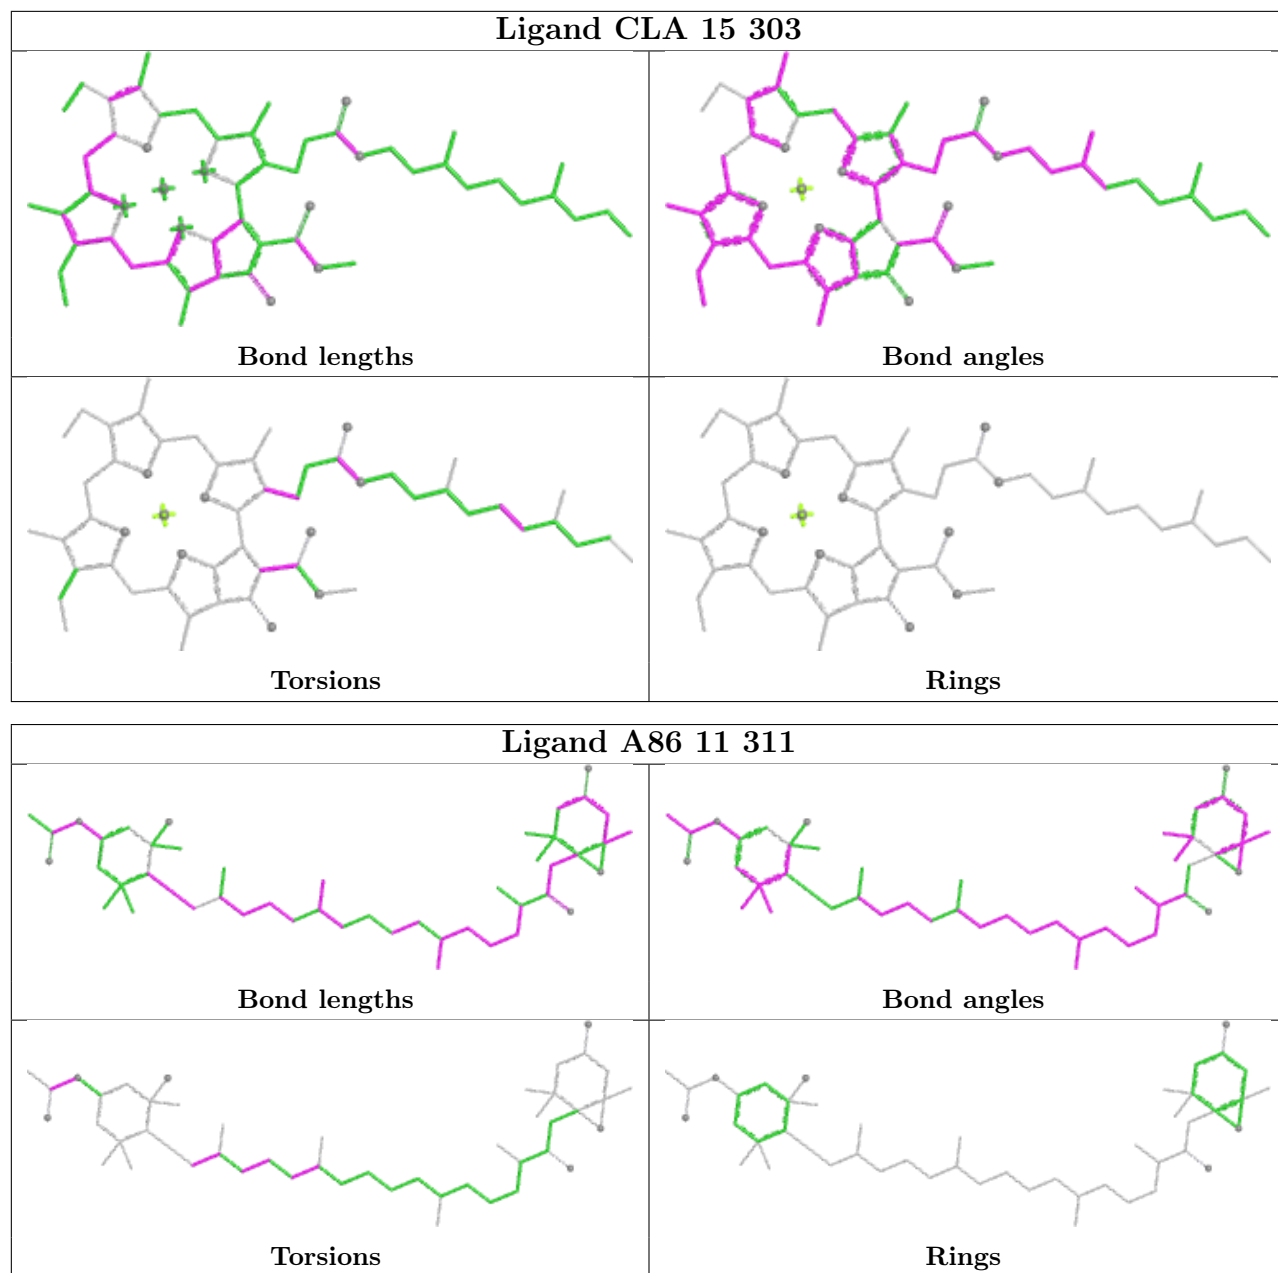 Ligand CLA 15 303
Bond lengths
Bond angles
Torsions
Rings
Ligand A86 11 311
Bond lengths
Bond angles
Torsions
Rings